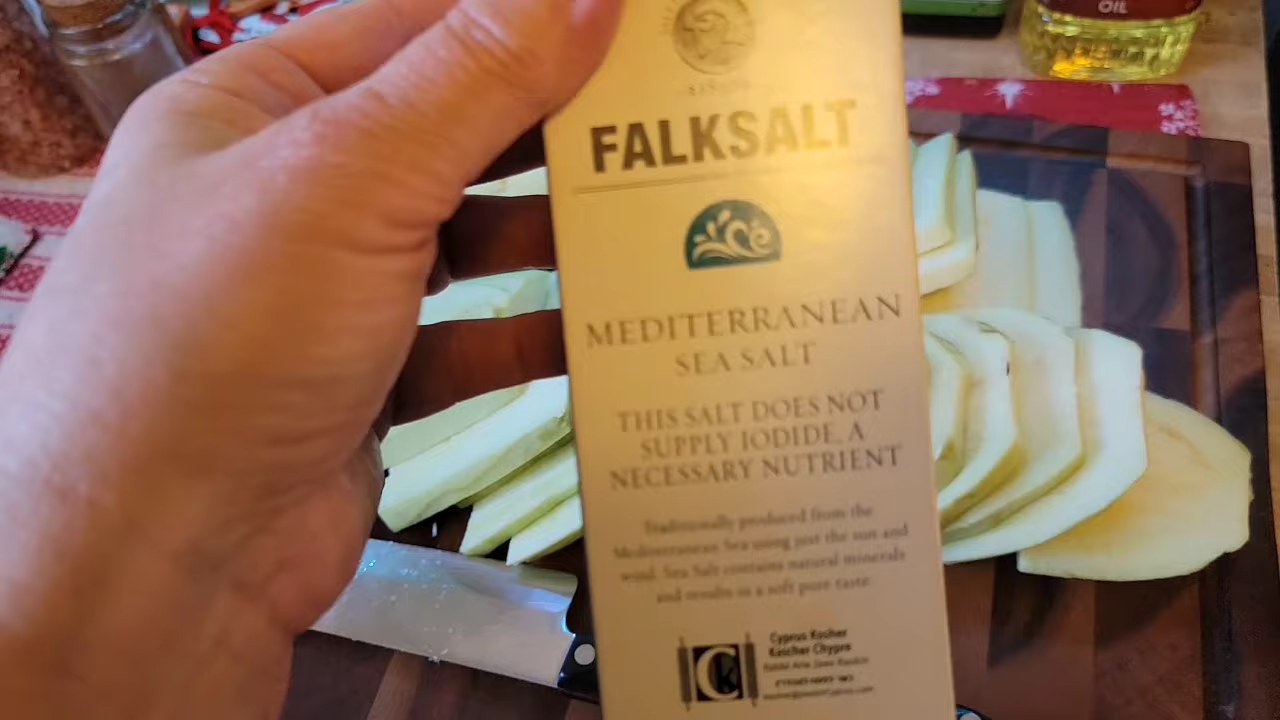 OIL
FALKSALT
MEDITERRANEAN
SEA SALT
THIS SALT DOES NOT
SUPPLY IODIDE, A
NECESSARY NUTRIENT
Traditionally produced from the
Mediterranean Sea using just the sun and
wind. Sea Salt contains natural minerals
and results in a soft pure taste.
Cyprus Kosher
Kascher Chypre